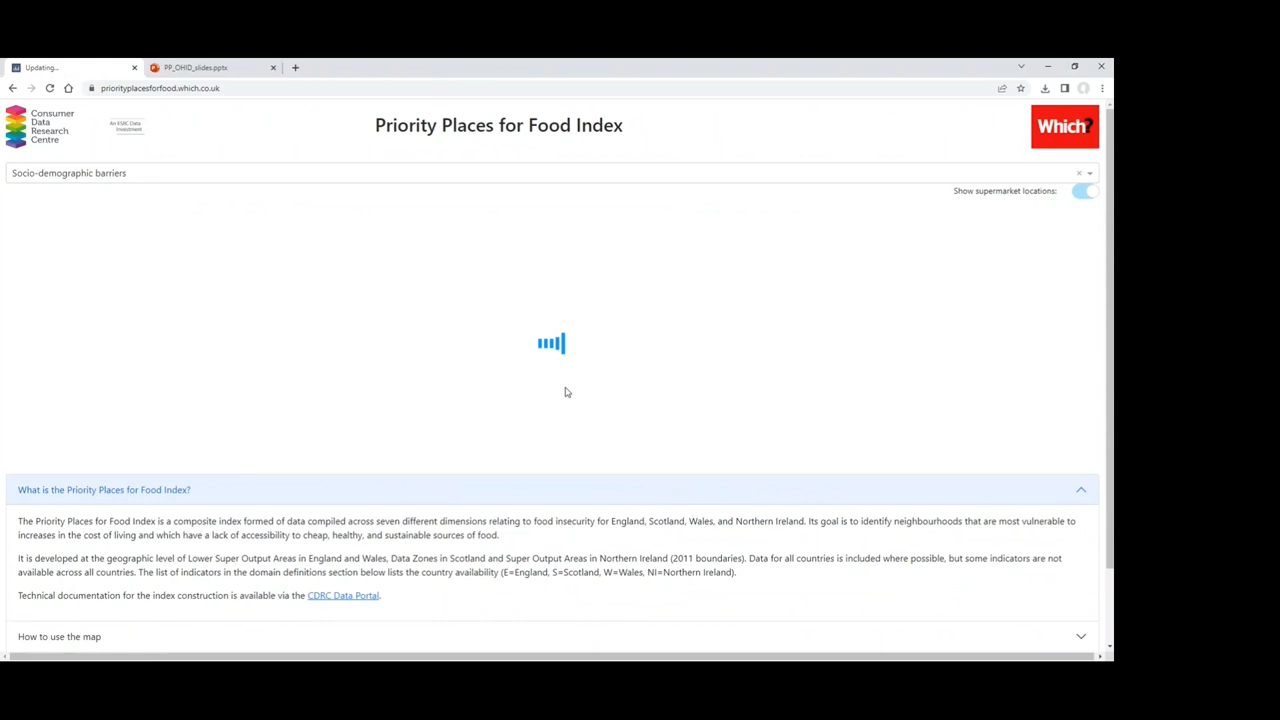 Updating...
PP_OHID_slides.pptx
priorityplacesforfood.which.co.uk
Consumer
Data
Research
Centre
An ESRC Data
Investment
Priority Places for Food Index
Which?
Socio-demographic barriers
Show supermarket locations:
What is the Priority Places for Food Index?
The Priority Places for Food Index is a composite index formed of data compiled across seven different dimensions relating to food insecurity for England, Scotland, Wales, and Northern Ireland. Its goal is to identify neighbourhoods that are most vulnerable to
increases in the cost of living and which have a lack of accessibility to cheap, healthy, and sustainable sources of food.
It is developed at the geographic level of Lower Super Output Areas in England and Wales, Data Zones in Scotland and Super Output Areas in Northern Ireland (2011 boundaries). Data for all countries is included where possible, but some indicators are not
available across all countries. The list of indicators in the domain definitions section below lists the country availability (E=England, S=Scotland, W=Wales, NI=Northern Ireland).
Technical documentation for the index construction is available via the CDRC Data Portal.
How to use the map